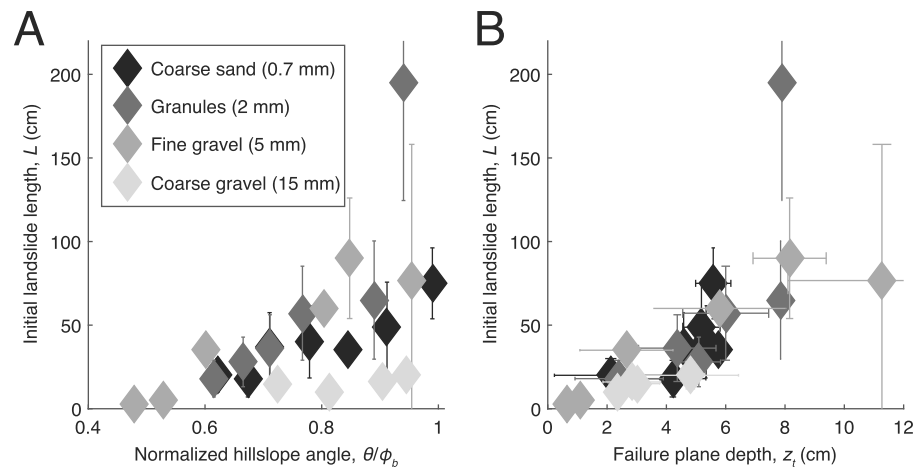 A
B
200
150
100
50
0
Initial landslide length, L (cm)
Coarse sand (0.7 mm)
Granules (2 mm)
Fine gravel (5 mm)
Coarse gravel (15 mm)
0.4 0.6 0.8 1
Normalized hillslope angle, θ/ϕb
200
150
100
50
0
Initial landslide length, L (cm)
0 2 4 6 8 10 12
Failure plane depth, zt (cm)